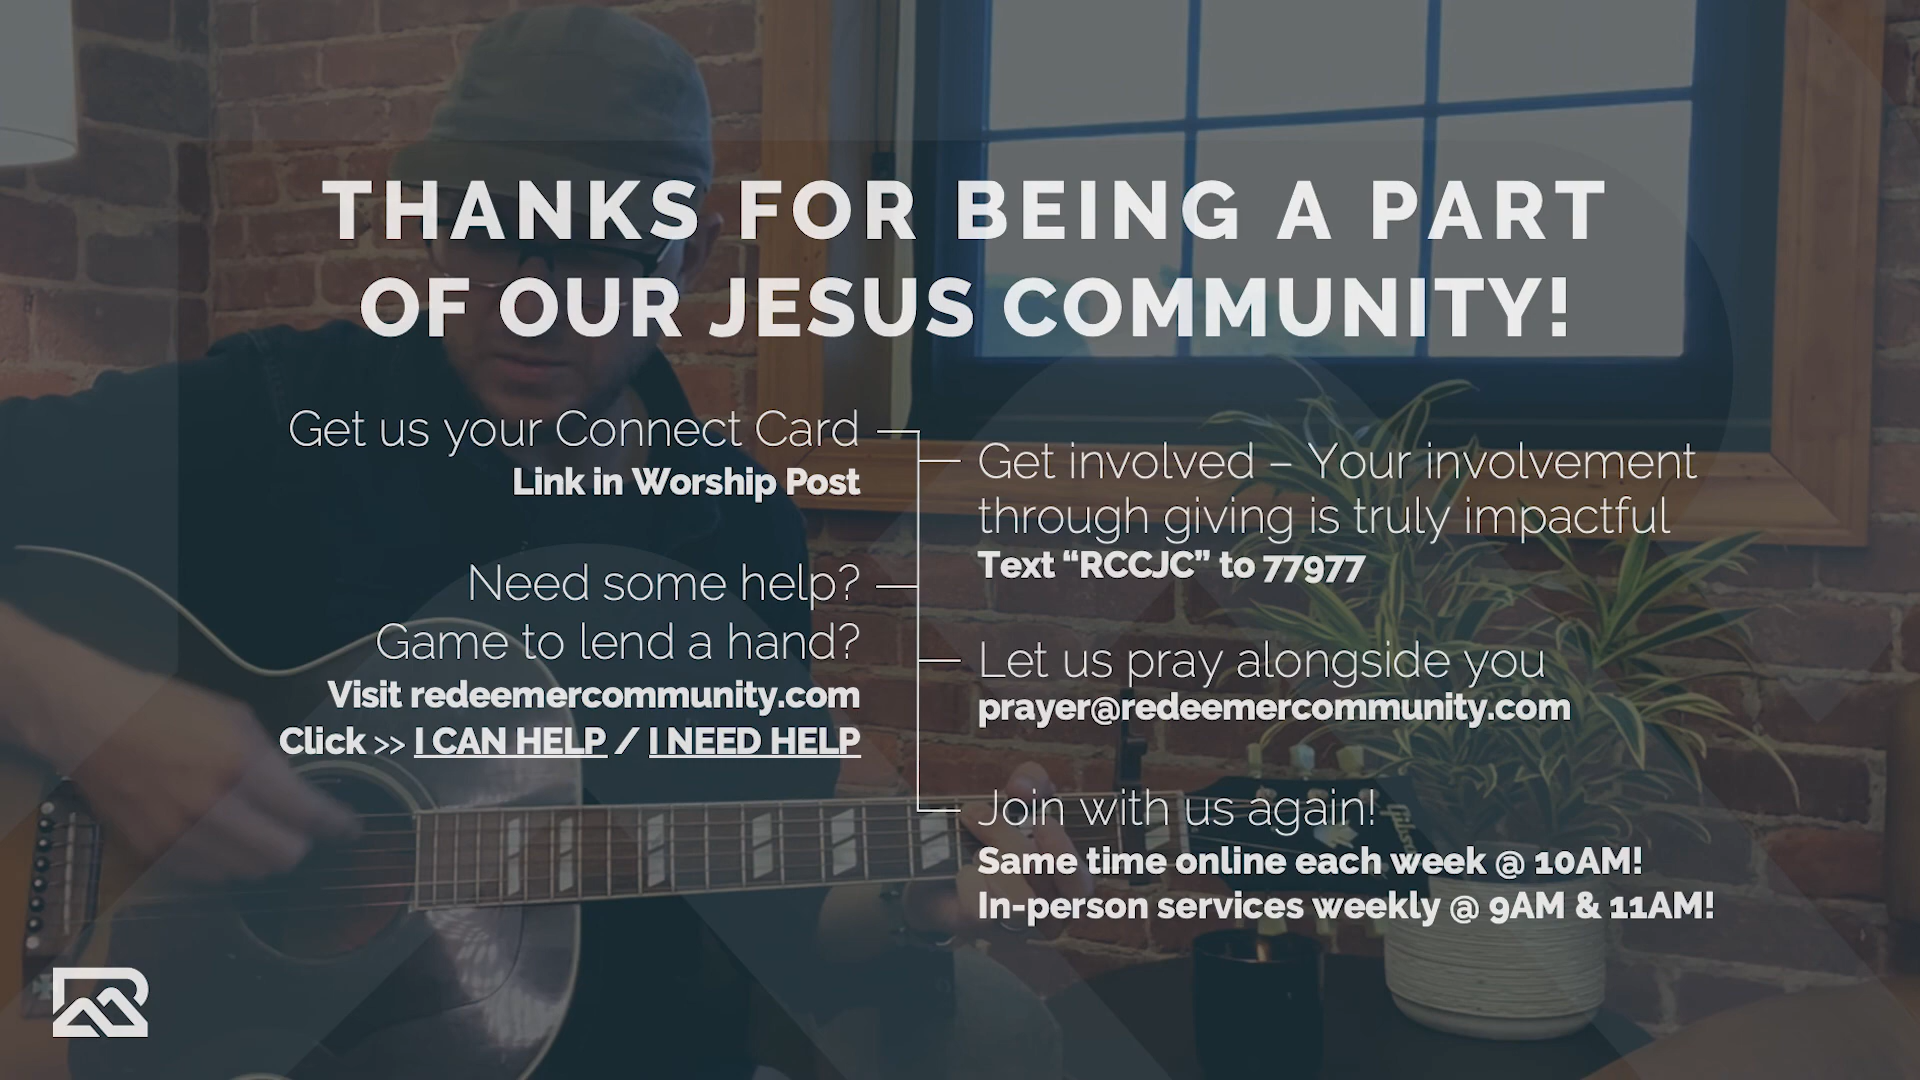 THANKS FOR BEING A PART
OF OUR JESUS COMMUNITY!
Get us your Connect Card
Link in Worship Post
Need some help?
Game to lend a hand?
Visit redeemercommunity.com
Click >> I CAN HELP / I NEED HELP
Get involved – Your involvement
through giving is truly impactful
Text “RCCJC” to 77977
Let us pray alongside you
prayer@redeemercommunity.com
Join with us again!
Same time online each week @ 10AM!
In-person services weekly @ 9AM & 11AM!
Gibson